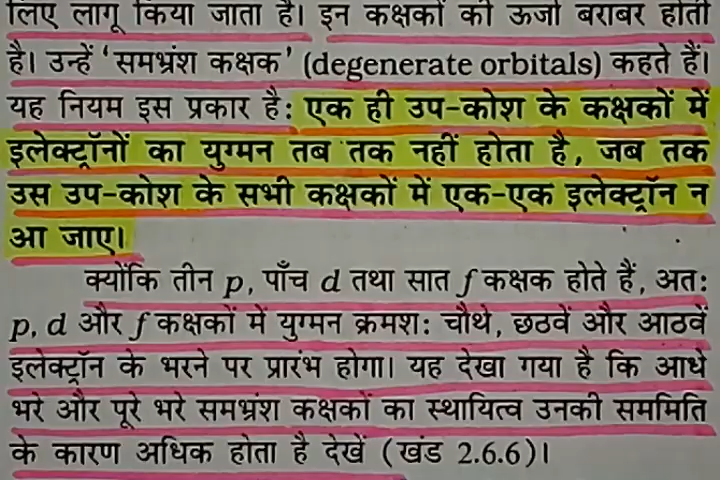 लिए लागू किया जाता है। इन कक्षकों की ऊर्जा बराबर होती
है। उन्हें ‘समभ्रंश कक्षक’ (degenerate orbitals) कहते हैं।
यह नियम इस प्रकार है: एक ही उप-कोश के कक्षकों में
इलेक्ट्रॉनों का युग्मन तब तक नहीं होता है, जब तक
उस उप-कोश के सभी कक्षकों में एक-एक इलेक्ट्रॉन न
आ जाए।
क्योंकि तीन p, पाँच d तथा सात f कक्षक होते हैं, अत:
p, d और f कक्षकों में युग्मन क्रमश: चौथे, छठवें और आठवें
इलेक्ट्रॉन के भरने पर प्रारंभ होगा। यह देखा गया है कि आधे
भरे और पूरे भरे समभ्रंश कक्षकों का स्थायित्व उनकी सममिति
के कारण अधिक होता है देखें (खंड 2.6.6)।